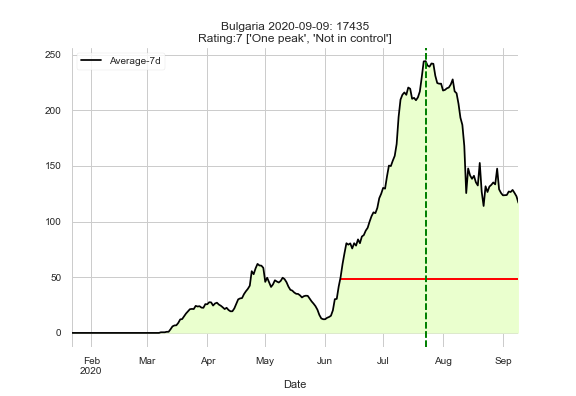 Bulgaria 2020-09-09: 17435
Rating:7 ['One peak', 'Not in control']
Average-7d
250
200
150
100
50
0
Feb Mar Apr May Jun Jul Aug Sep
2020
Date